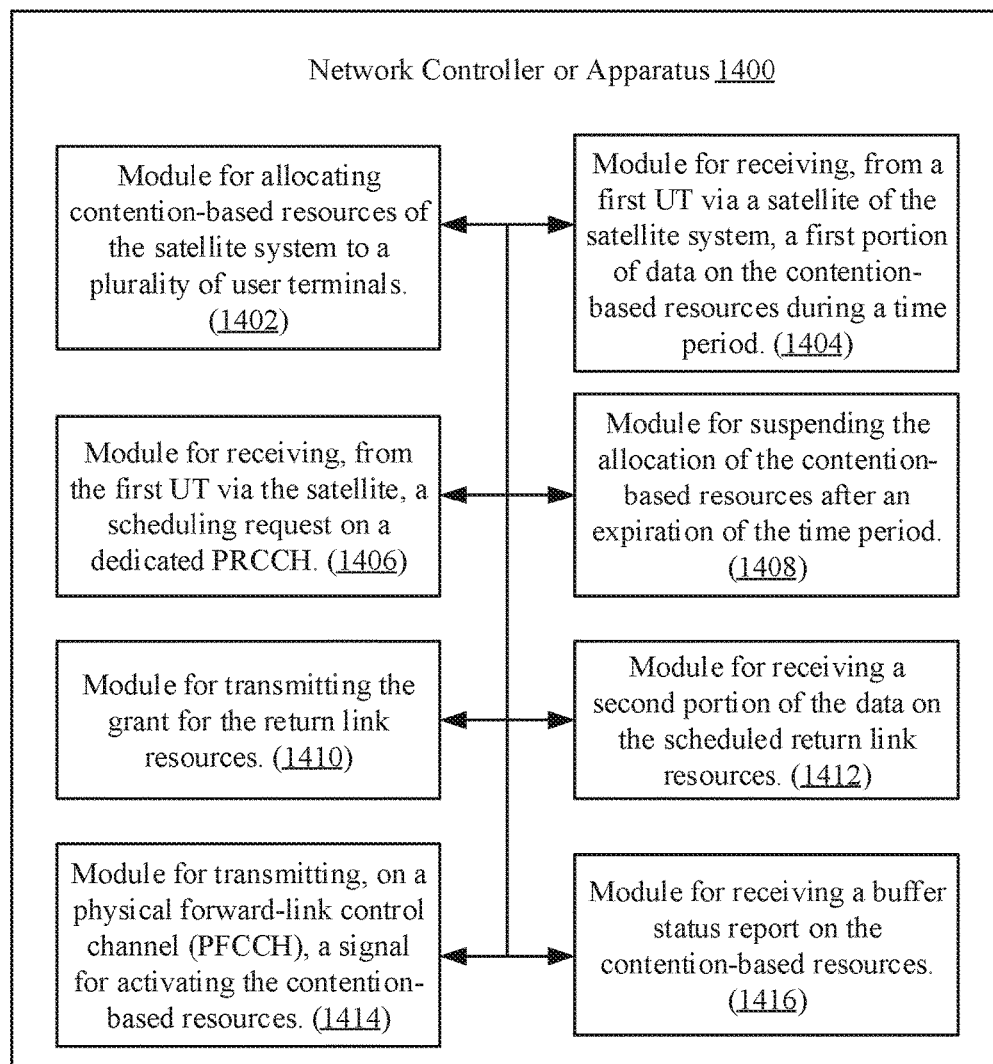 Network Controller or Apparatus 1400
Module for allocating
contention-based resources of
the satellite system to a
plurality of user terminals.
(1402)
Module for receiving, from a
first UT via a satellite of the
satellite system, a first portion
of data on the contention-
based resources during a time
period. (1404)
Module for receiving, from
the first UT via the satellite, a
scheduling request on a
dedicated PRCCH. (1406)
Module for suspending the
allocation of the contention-
based resources after an
expiration of the time period.
(1408)
Module for transmitting the
grant for the return link
resources. (1410)
Module for receiving a
second portion of the data on
the scheduled return link
resources. (1412)
Module for transmitting, on a
physical forward-link control
channel (PFCCH), a signal
for activating the contention-
based resources. (1414)
Module for receiving a buffer
status report on the
contention-based resources.
(1416)